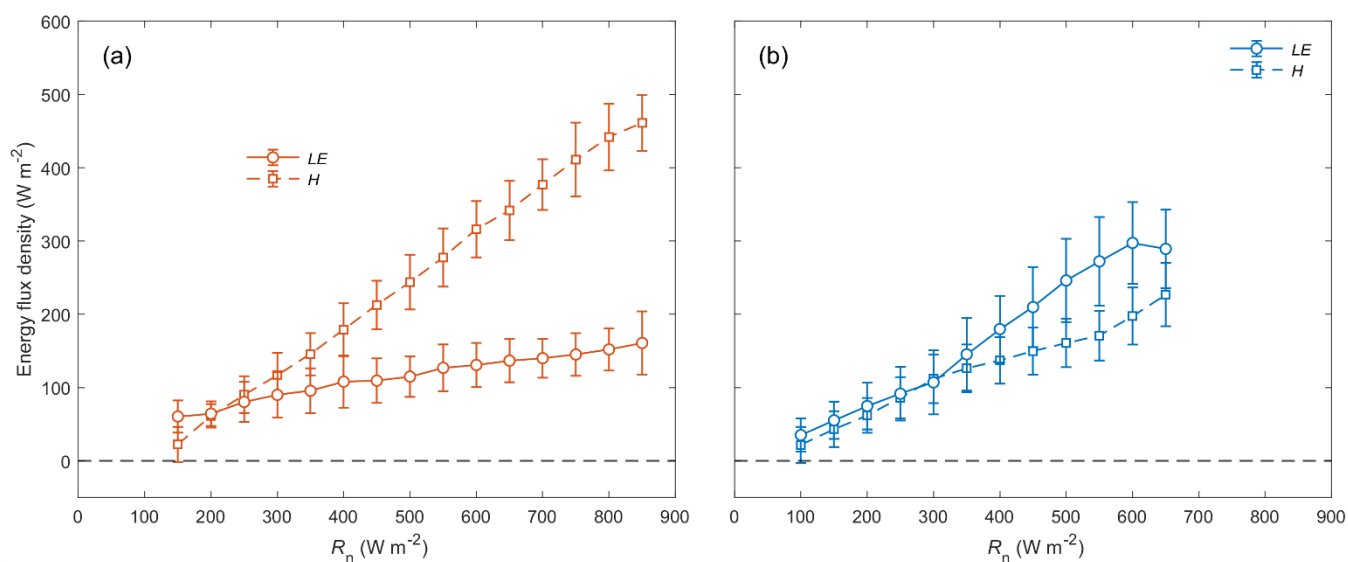 (a)
LE
H
600
500
400
300
200
100
0
Energy flux density (W m⁻²)
0 100 200 300 400 500 600 700 800 900
Rₙ (W m⁻²)
(b)
LE
H
0 100 200 300 400 500 600 700 800 900
Rₙ (W m⁻²)